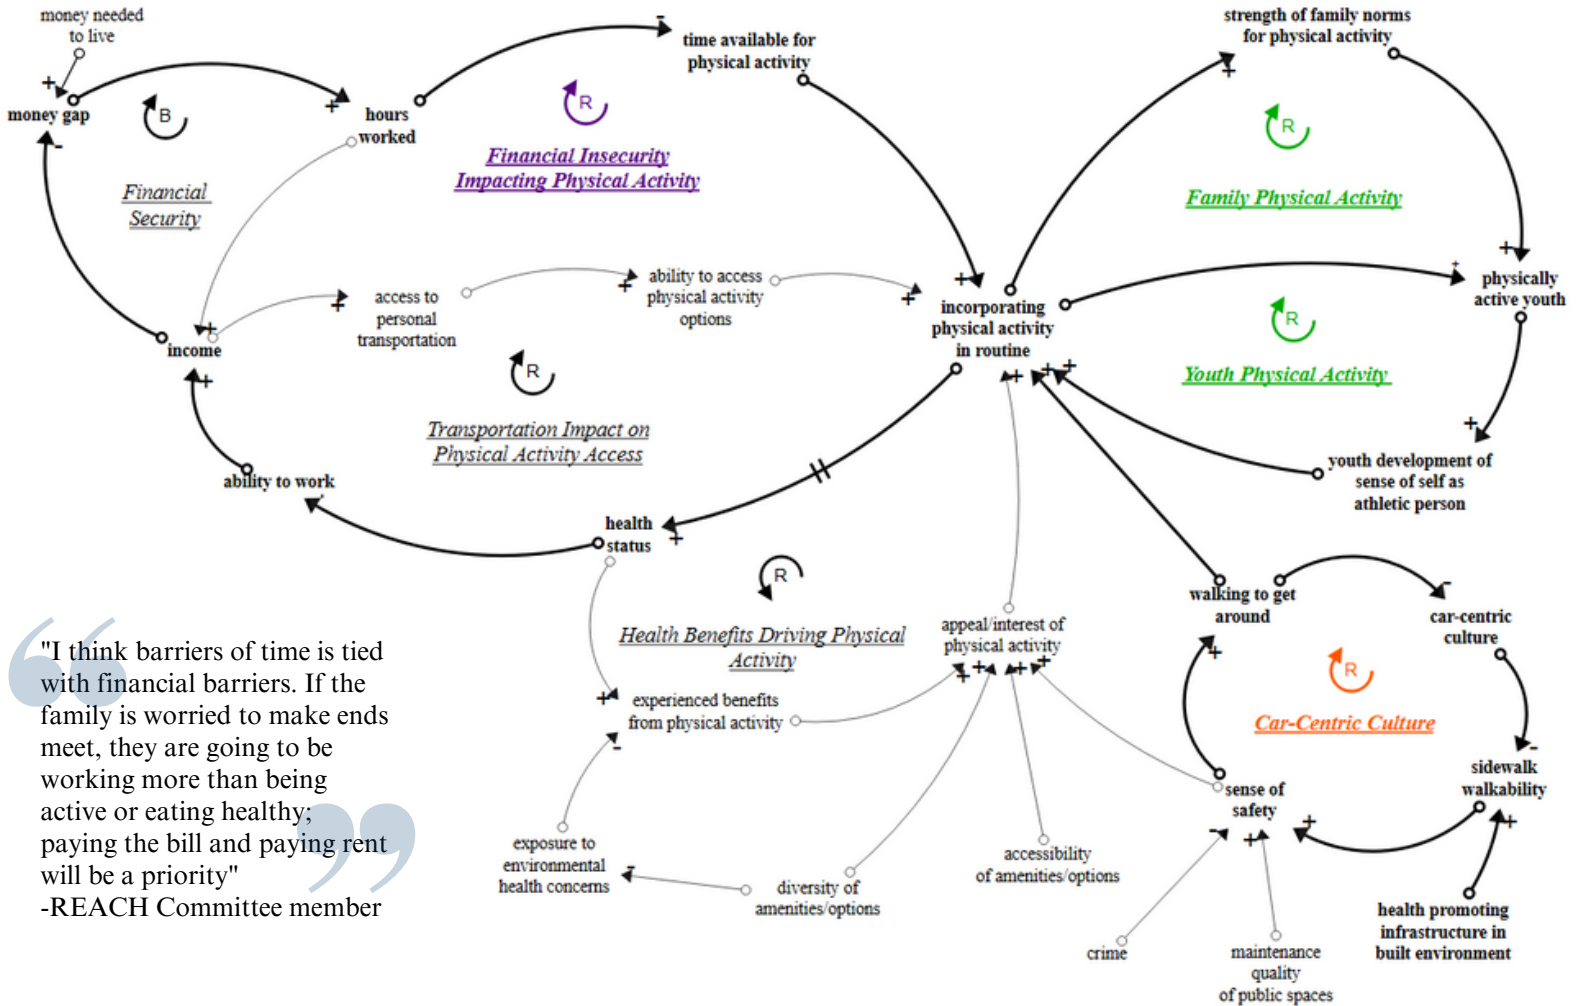 money needed
to live
money gap
B
Financial
Security
hours
worked
time available for
physical activity
R
Financial Insecurity
Impacting Physical Activity
strength of family norms
for physical activity
R
Family Physical Activity
physically
active youth
R
Youth Physical Activity
youth development of
sense of self as
athletic person
incorporating
physical activity
in routine
ability to access
physical activity
options
access to
personal
transportation
income
R
Transportation Impact on
Physical Activity Access
ability to work
health
status
R
Health Benefits Driving Physical
Activity
appeal/interest of
physical activity
experienced benefits
from physical activity
exposure to
environmental
health concerns
diversity of
amenities/options
accessibility
of amenities/options
walking to get
around
car-centric
culture
R
Car-Centric Culture
sidewalk
walkability
sense of
safety
crime
maintenance
quality
of public spaces
health promoting
infrastructure in
built environment
"I think barriers of time is tied
with financial barriers. If the
family is worried to make ends
meet, they are going to be
working more than being
active or eating healthy;
paying the bill and paying rent
will be a priority"
-REACH Committee member